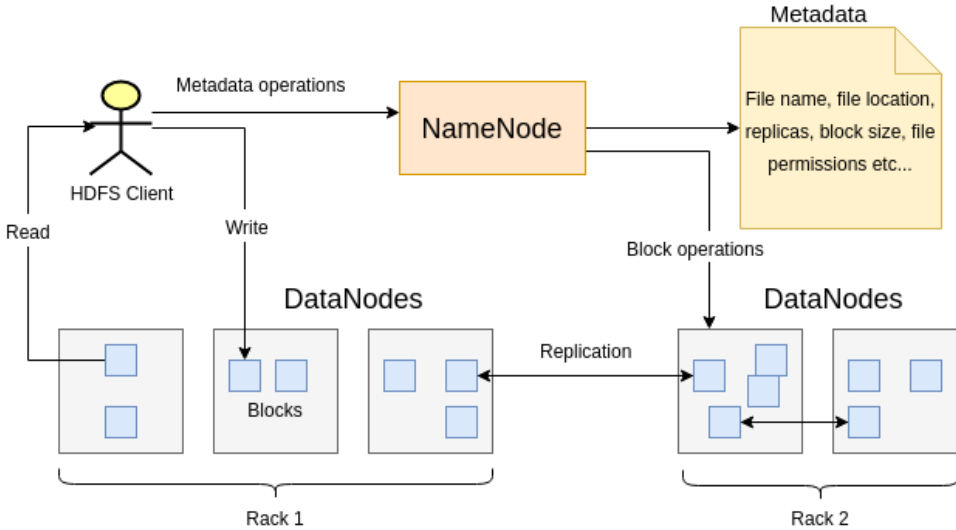 Metadata
Metadata operations
File name, file location,
replicas, block size, file
permissions etc...
NameNode
HDFS Client
Read
Write
Block operations
DataNodes
DataNodes
Replication
Blocks
Rack 1
Rack 2